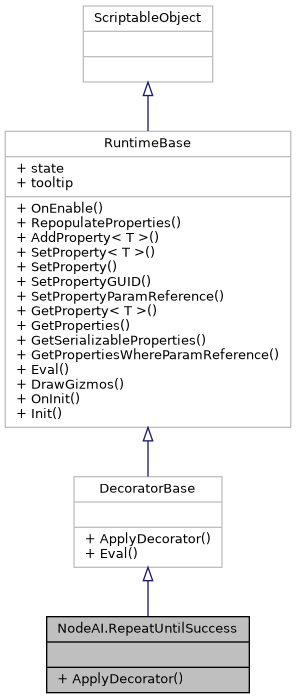 ScriptableObject
RuntimeBase
+ state
+ tooltip
+ OnEnable()
+ RepopulateProperties()
+ AddProperty< T >()
+ SetProperty< T >()
+ SetProperty()
+ SetPropertyGUID()
+ SetPropertyParamReference()
+ GetProperty< T >()
+ GetProperties()
+ GetSerializableProperties()
+ GetPropertiesWhereParamReference()
+ Eval()
+ DrawGizmos()
+ OnInit()
+ Init()
DecoratorBase
+ ApplyDecorator()
+ Eval()
NodeAI.RepeatUntilSuccess
+ ApplyDecorator()